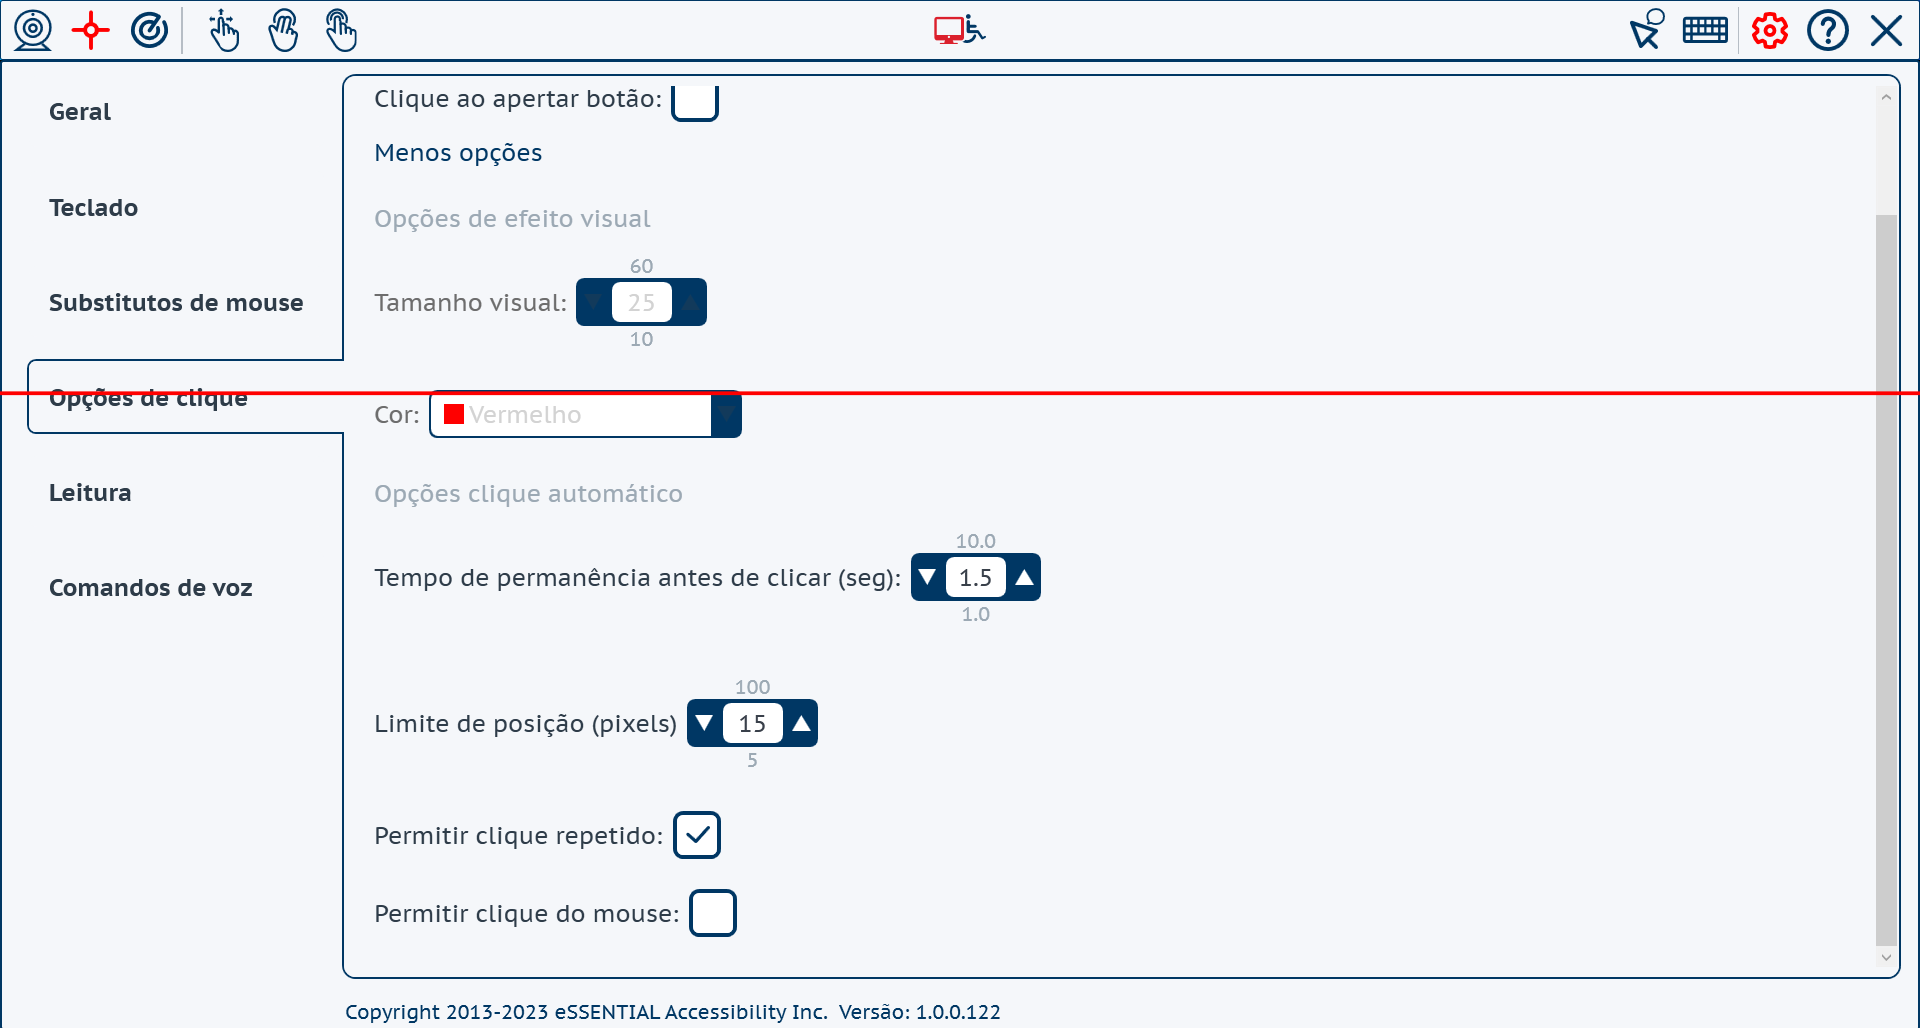 Geral
Teclado
Substitutos de mouse
Opções de clique
Leitura
Comandos de voz
Clique ao apertar botão:
Menos opções
Opções de efeito visual
60
Tamanho visual: 25
10
Cor: Vermelho
Opções clique automático
10.0
Tempo de permanência antes de clicar (seg): 1.5
1.0
100
Limite de posição (pixels) 15
5
Permitir clique repetido:
Permitir clique do mouse:
Copyright 2013-2023 eSSENTIAL Accessibility Inc. Versão: 1.0.0.122